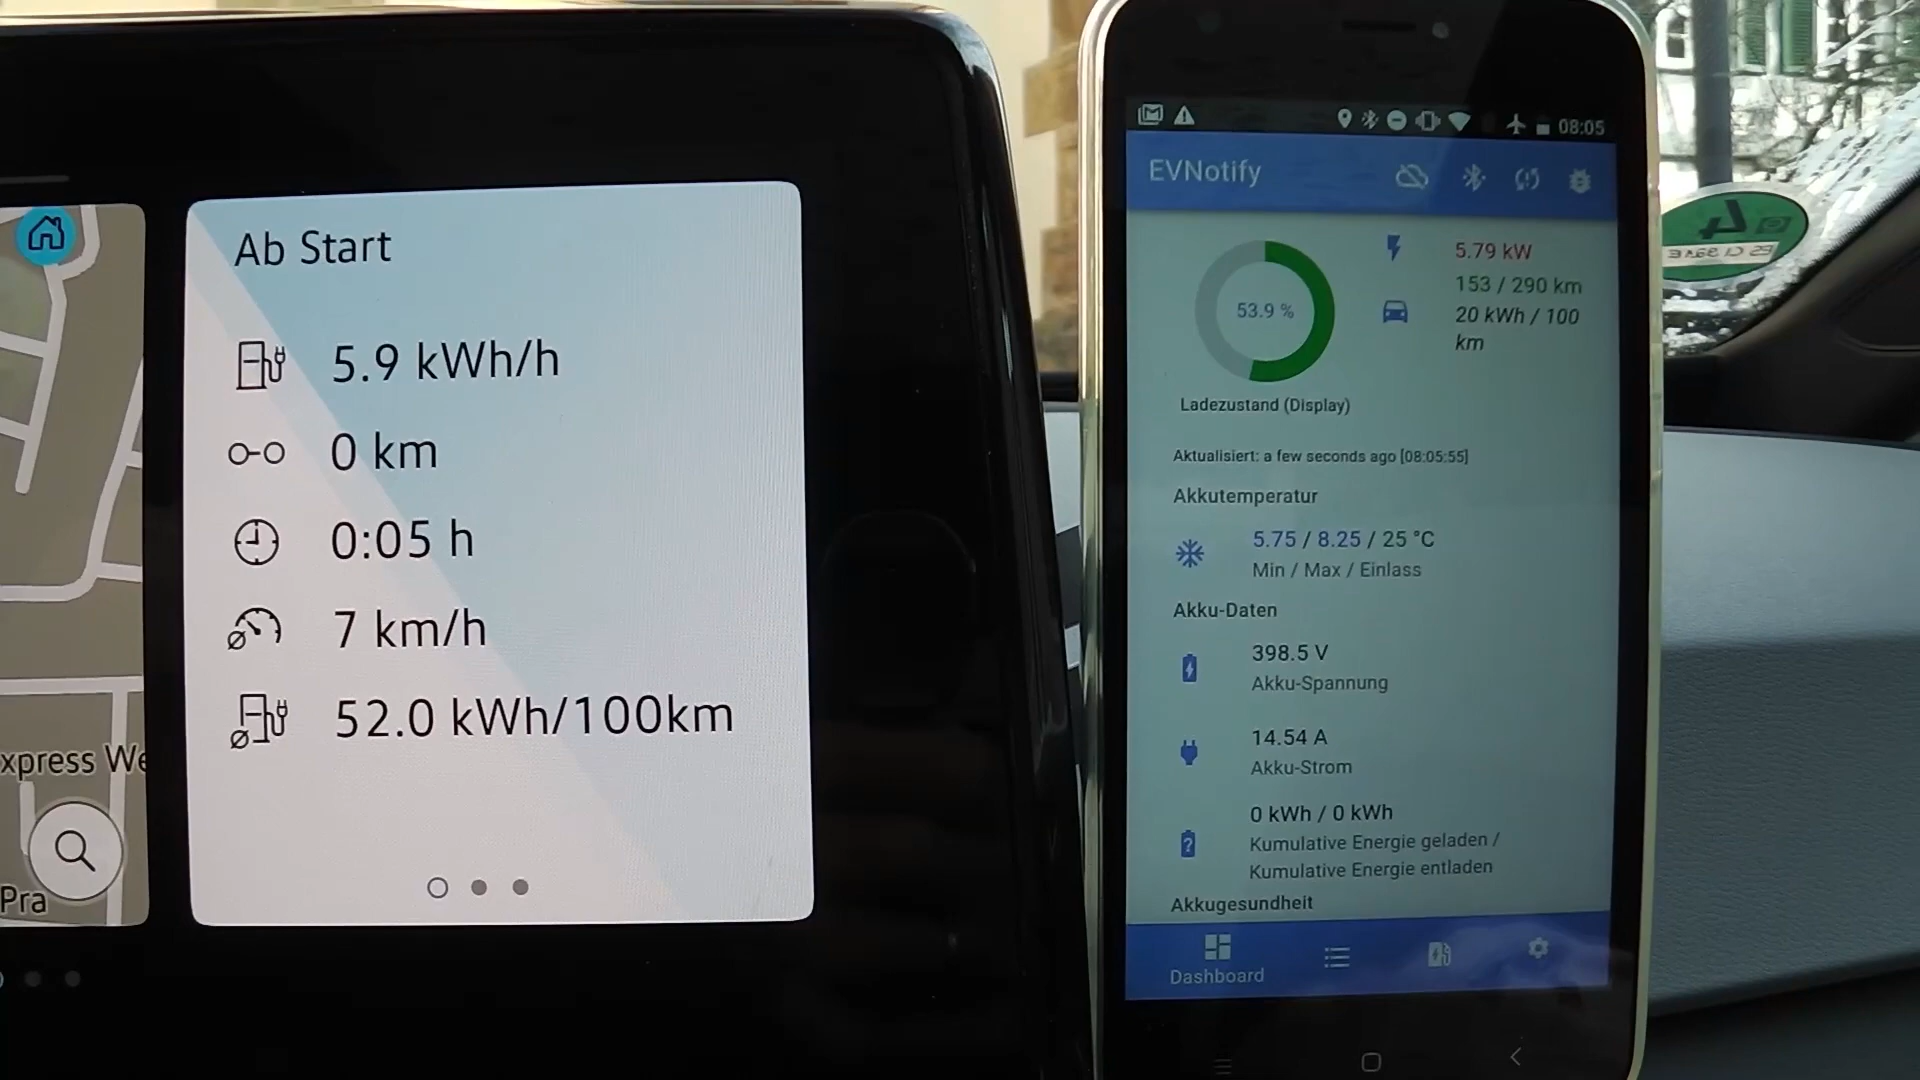 Ab Start
5.9 kWh/h
0 km
0:05 h
7 km/h
52.0 kWh/100km
xpress We
Pra
08:05
EVNotify
53.9 %
5.79 kW
153 / 290 km
20 kWh / 100
km
Ladezustand (Display)
Aktualisiert: a few seconds ago [08:05:55]
Akkutemperatur
5.75 / 8.25 / 25 °C
Min / Max / Einlass
Akku-Daten
398.5 V
Akku-Spannung
14.54 A
Akku-Strom
0 kWh / 0 kWh
Kumulative Energie geladen /
Kumulative Energie entladen
Akkugesundheit
Dashboard
4